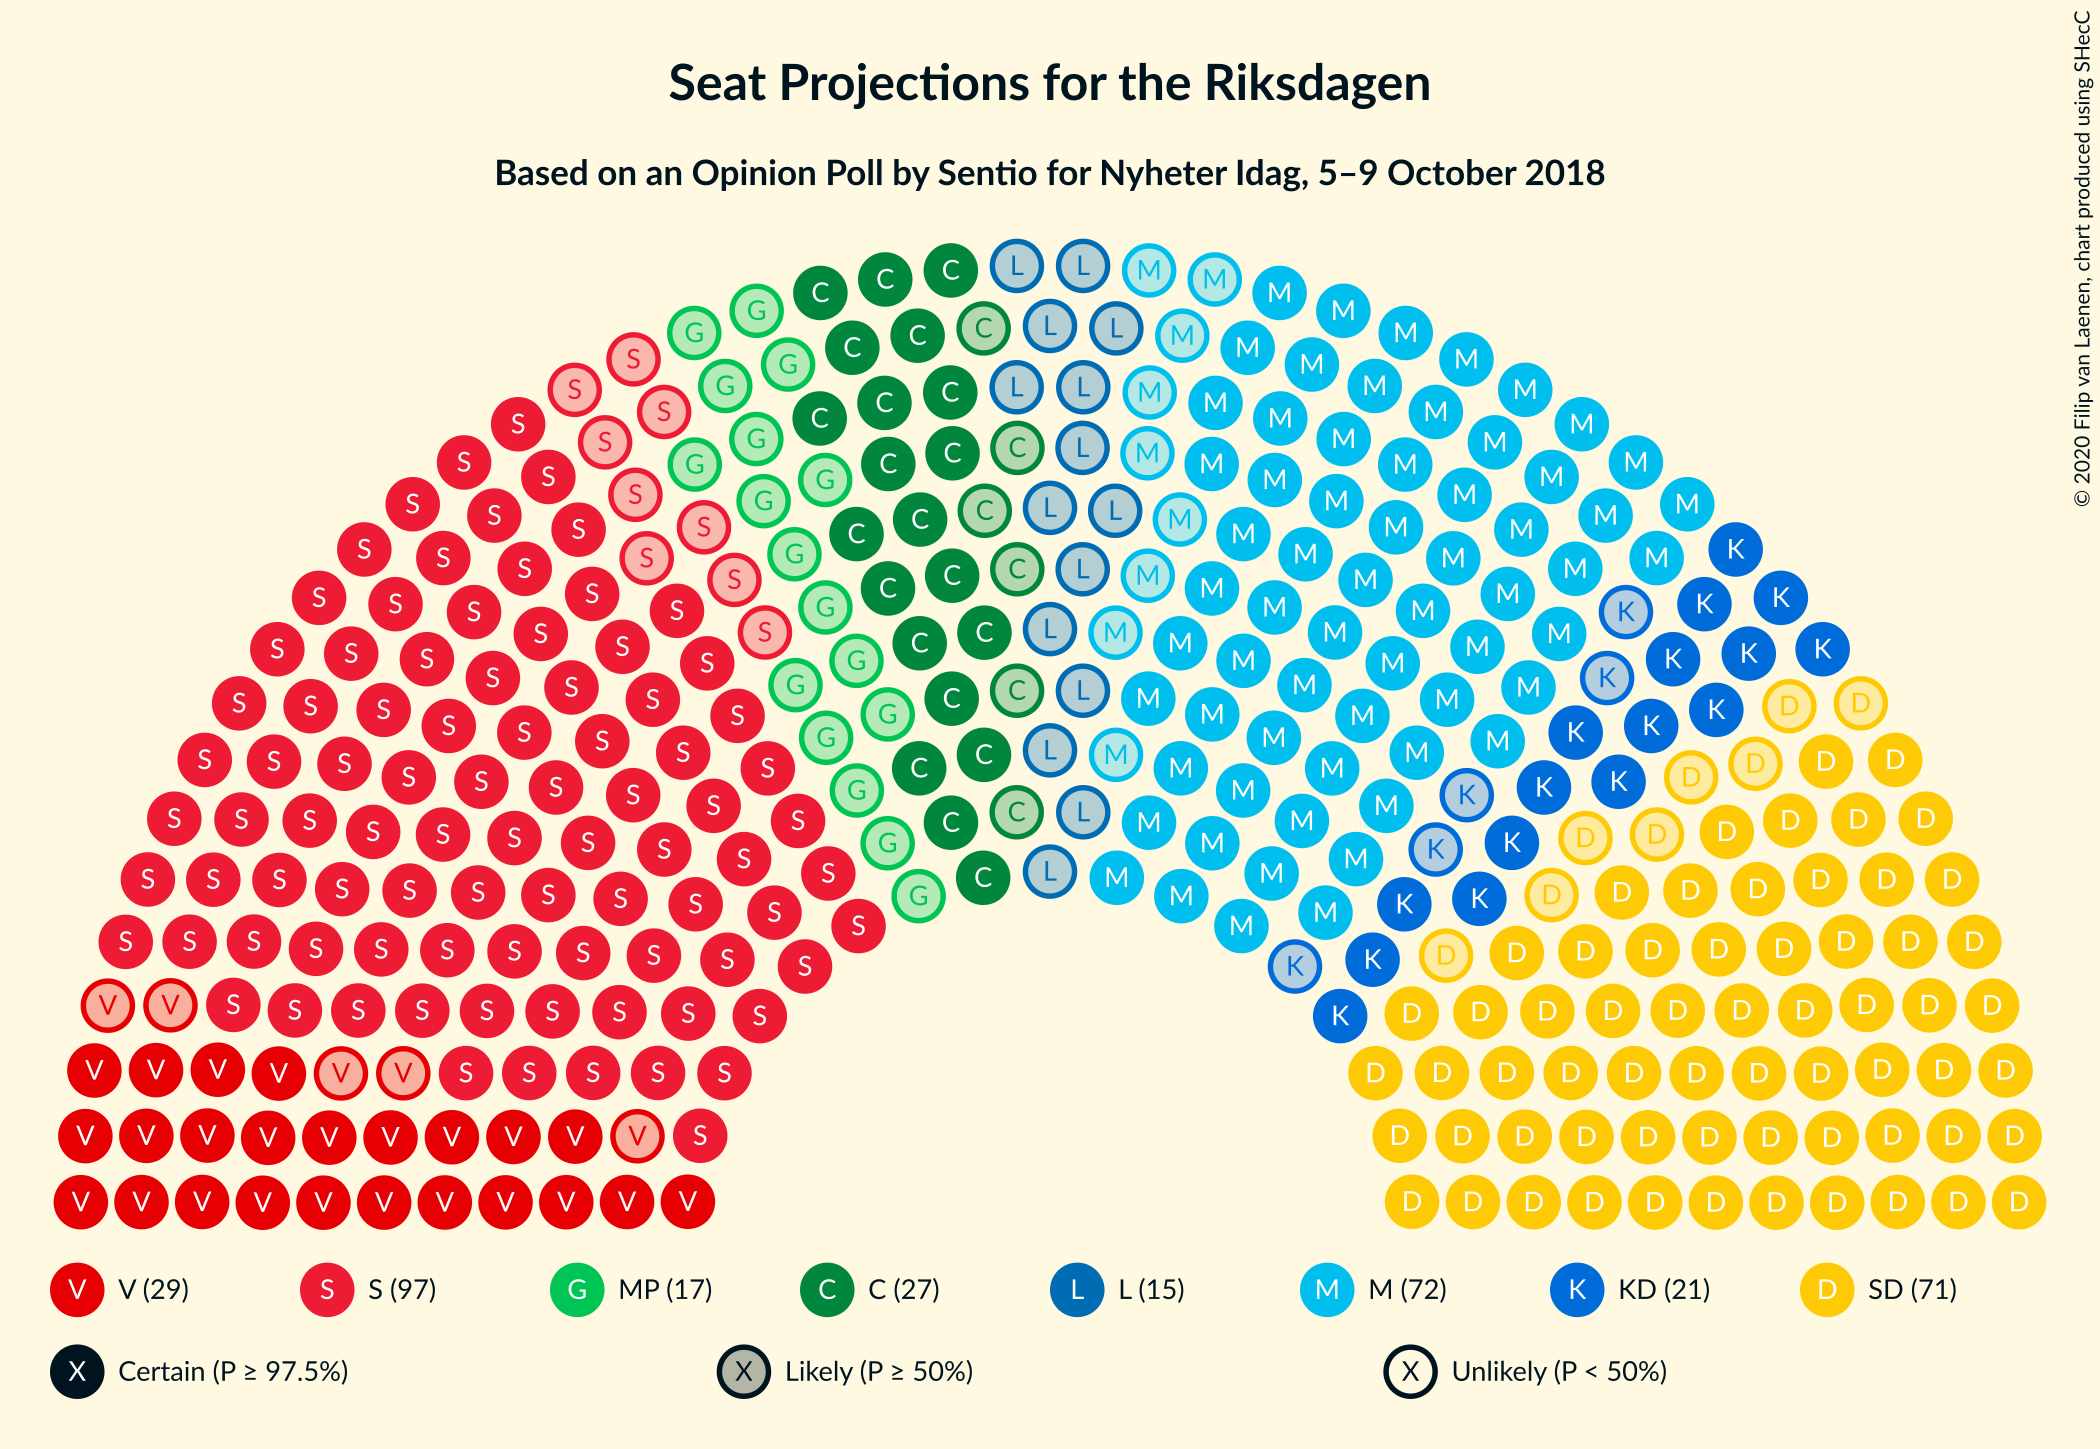 Seat Projections for the Riksdagen
Based on an Opinion Poll by Sentio for Nyheter Idag, 5–9 October 2018
© 2020 Filip van Laenen, chart produced using SHecC
V V (29) S S (97) G MP (17) C C (27) L L (15) M M (72) K KD (21) D SD (71)
X Certain (P ≥ 97.5%) X Likely (P ≥ 50%) X Unlikely (P < 50%)